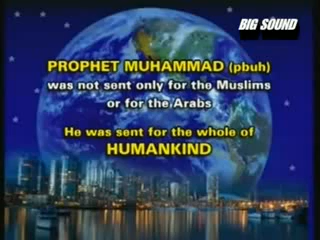 BIG SOUND
PROPHET MUHAMMAD (pbuh)
was not sent only for the Muslims
or for the Arabs
He was sent for the whole of
HUMANKIND